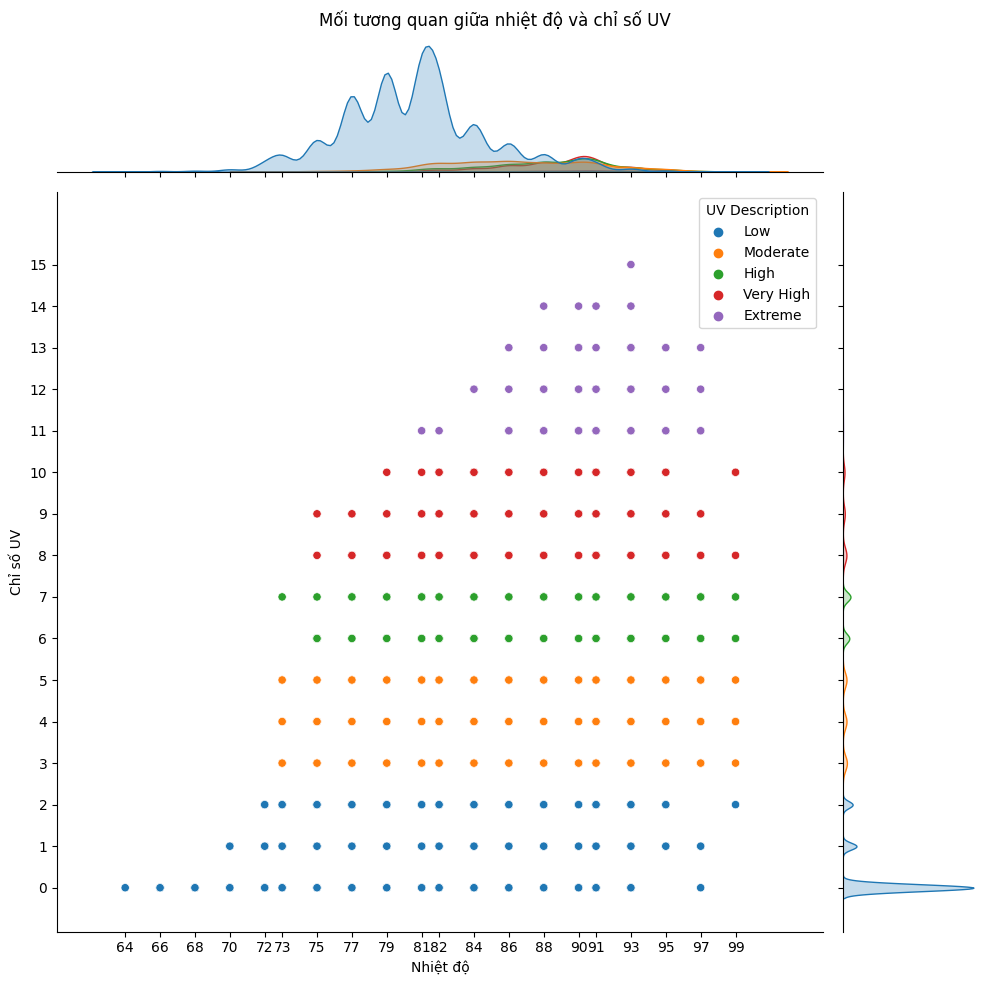 Mối tương quan giữa nhiệt độ và chỉ số UV
UV Description
Low
Moderate
High
Very High
Extreme
15
14
13
12
11
10
9
8
7
6
5
4
3
2
1
0
Chỉ số UV
64 66 68 70 72 73 75 77 79 81 82 84 86 88 90 91 93 95 97 99
Nhiệt độ